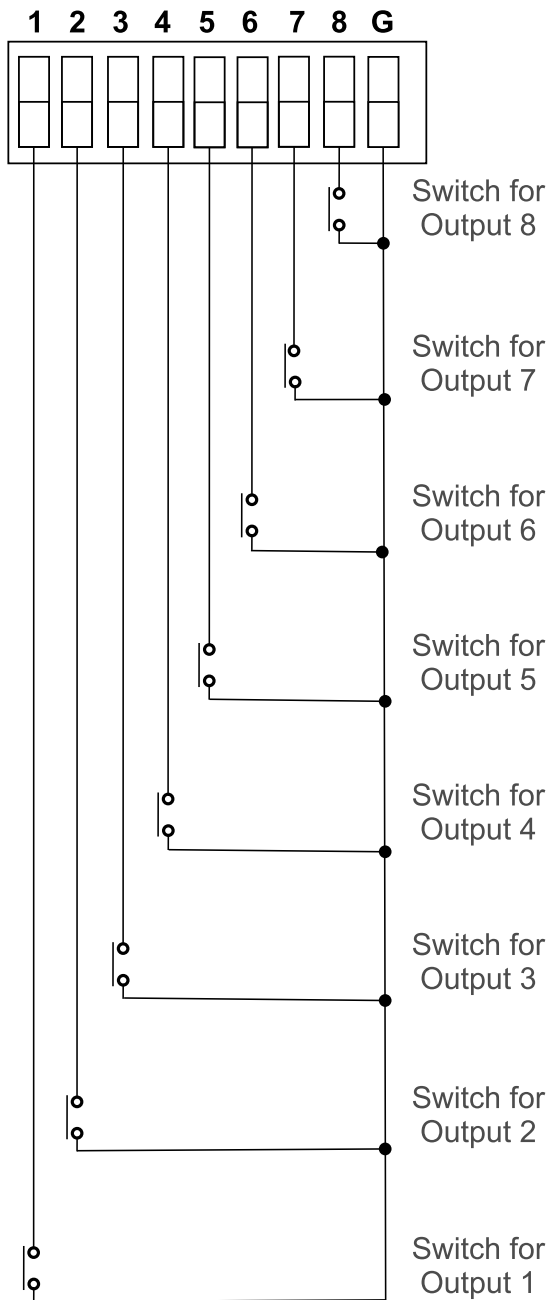 1 2 3 4 5 6 7 8 G
Switch for
Output 8
Switch for
Output 7
Switch for
Output 6
Switch for
Output 5
Switch for
Output 4
Switch for
Output 3
Switch for
Output 2
Switch for
Output 1